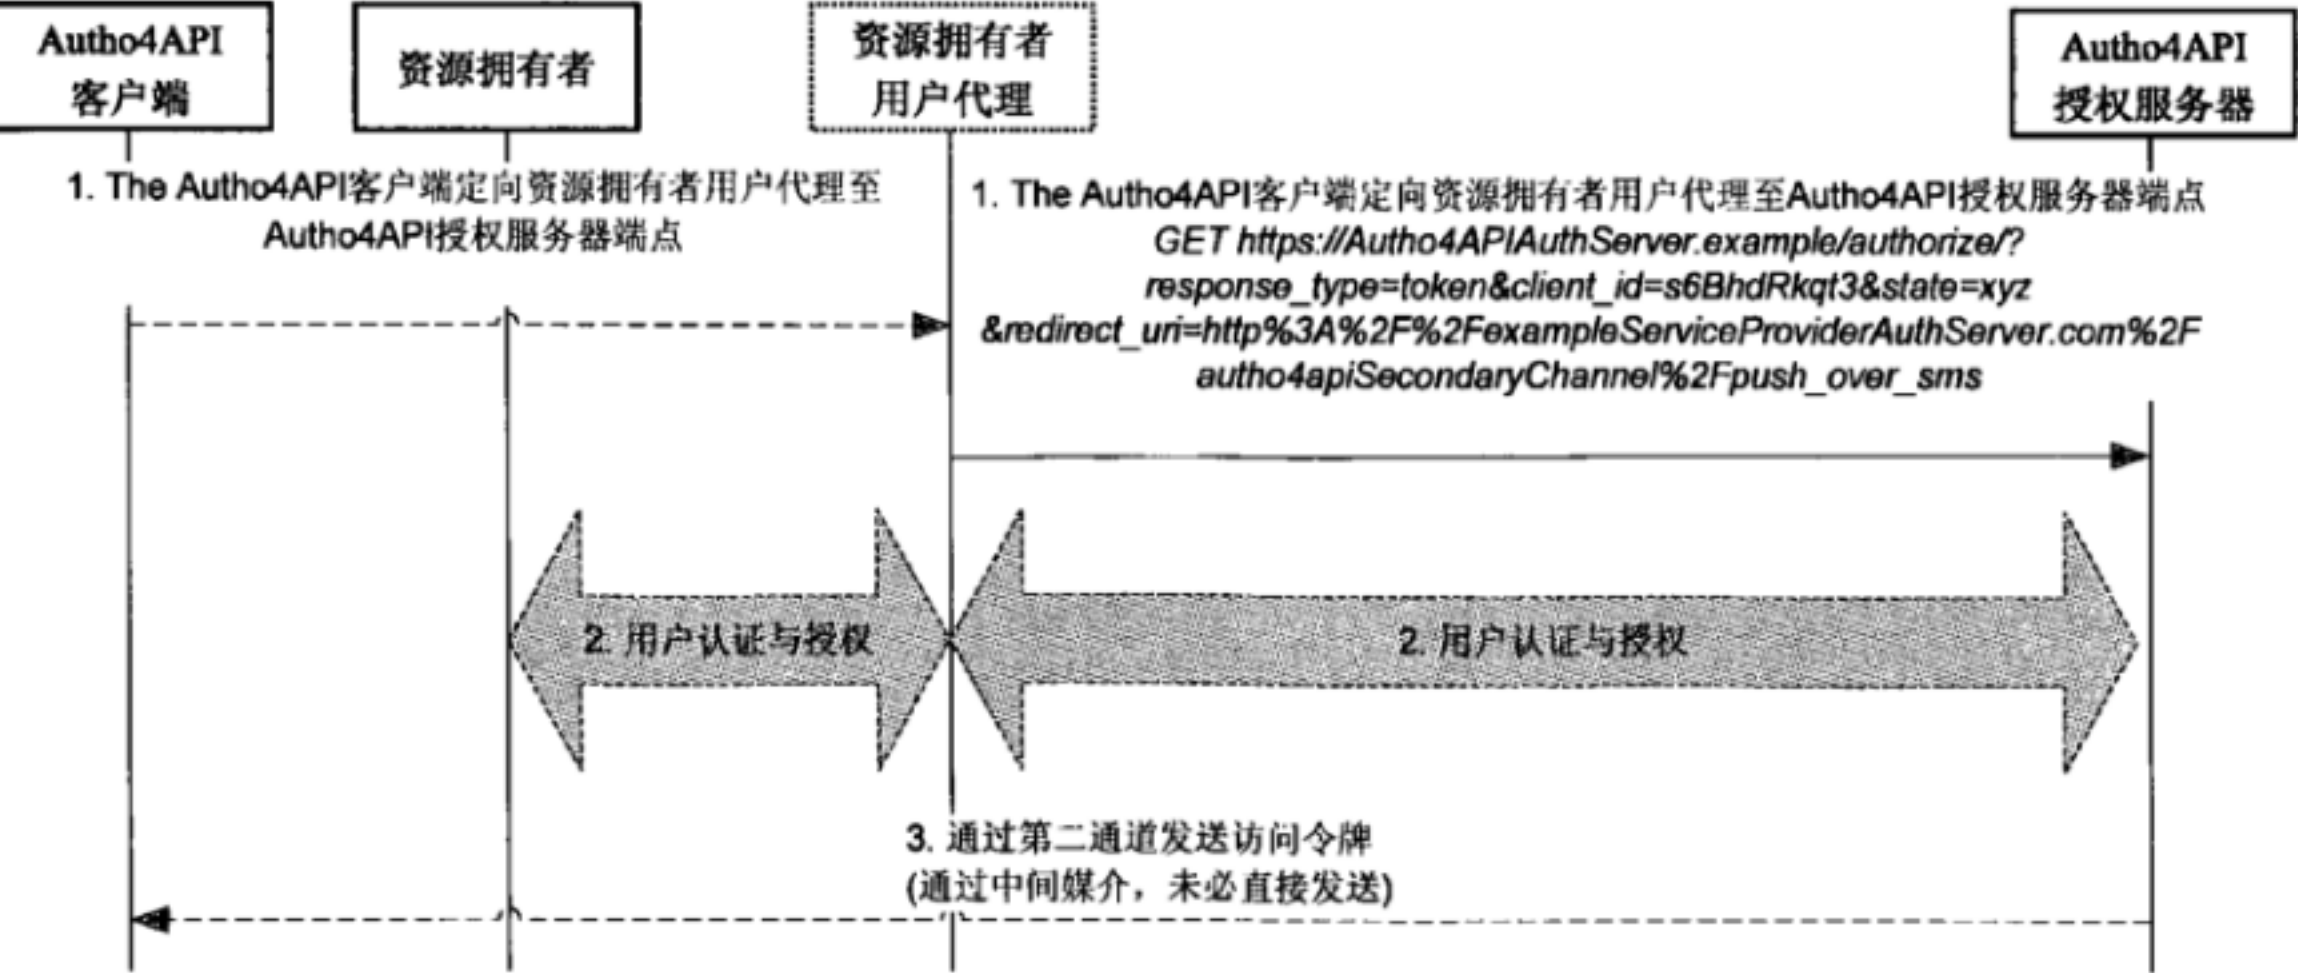 Autho4API
客户端
资源拥有者
资源拥有者
用户代理
Autho4API
授权服务器
1. The Autho4API客户端定向资源拥有者用户代理至
Autho4API授权服务器端点
1. The Autho4API客户端定向资源拥有者用户代理至Autho4API授权服务器端点
GET https://Autho4APIAuthServer.example/authorize/?
response_type=token&client_id=s6BhdRkqt3&state=xyz
&redirect_uri=http%3A%2F%2FexampleServiceProviderAuthServer.com%2F
autho4apiSecondaryChannel%2Fpush_over_sms
2. 用户认证与授权
2. 用户认证与授权
3. 通过第二通道发送访问令牌
(通过中间媒介，未必直接发送)